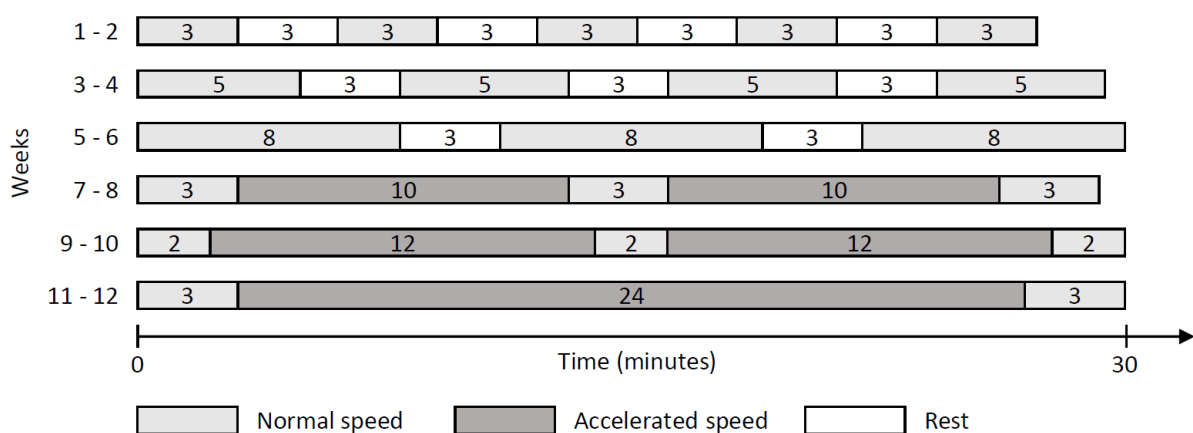 1 - 2 3 3 3 3 3 3 3 3 3
3 - 4 5 3 5 3 5 3 5
5 - 6 8 3 8 3 8
7 - 8 3 10 3 10 3
9 - 10 2 12 2 12 2
11 - 12 3 24 3
Weeks
0 Time (minutes) 30
Normal speed Accelerated speed Rest